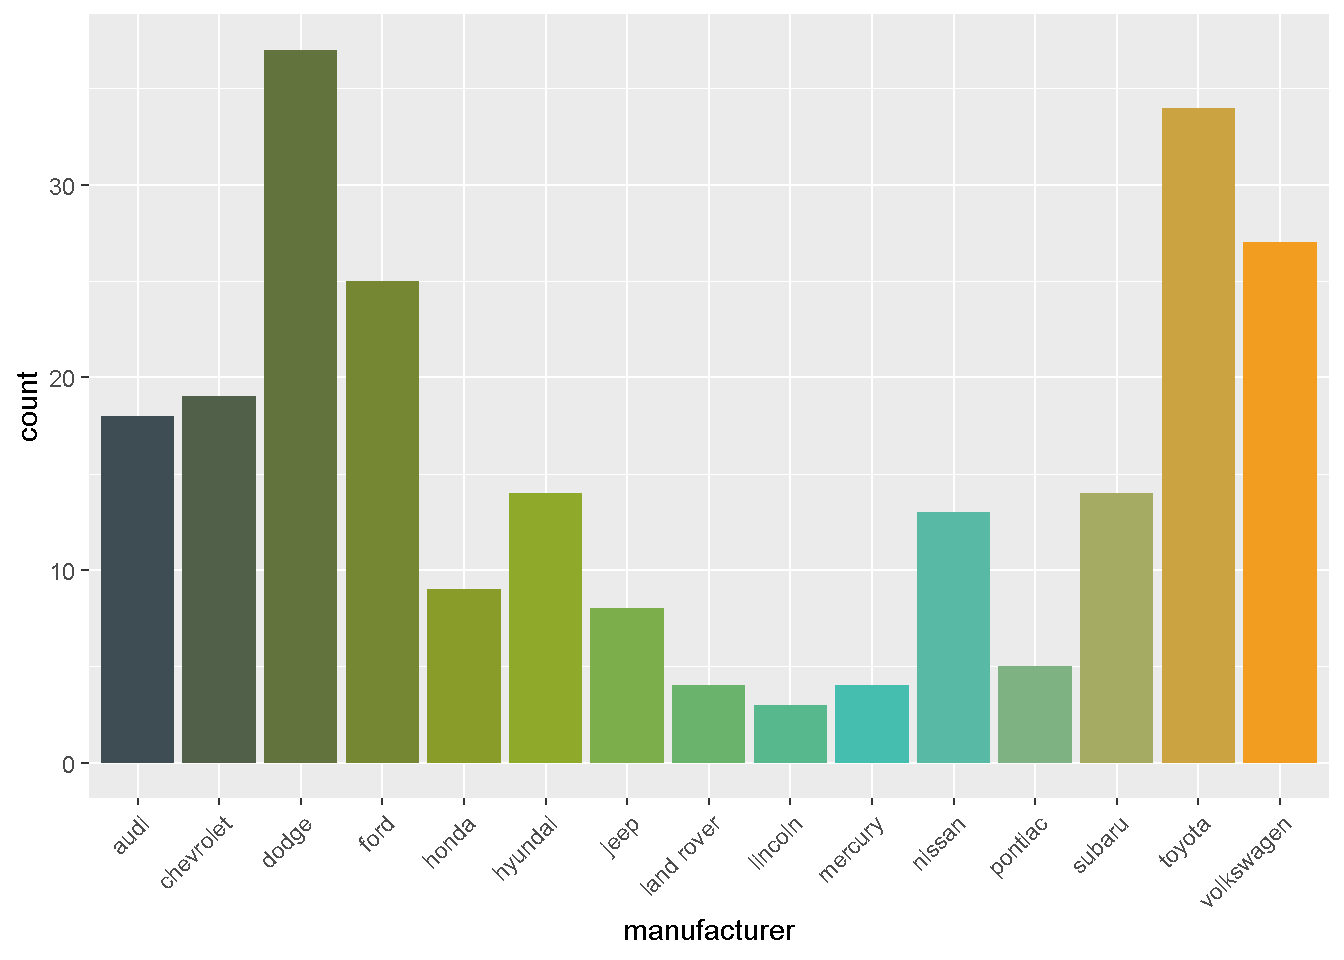 count
30
20
10
0
audi
chevrolet
dodge
ford
honda
hyundai
jeep
land rover
lincoln
mercury
nissan
pontiac
subaru
toyota
volkswagen
manufacturer